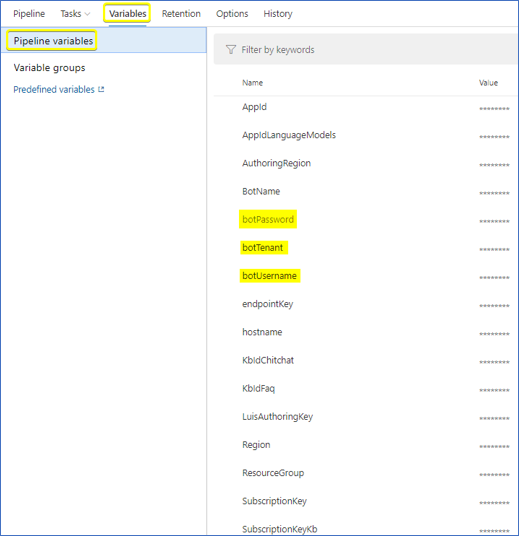 Pipeline Tasks Variables Retention Options History
Pipeline variables
Variable groups
Predefined variables
Filter by keywords
Name Value
AppId ********
AppIdLanguageModels ********
AuthoringRegion ********
BotName ********
botPassword ********
botTenant ********
botUsername ********
endpointKey ********
hostname ********
KbIdChitchat ********
KbIdFaq ********
LuisAuthoringKey ********
Region ********
ResourceGroup ********
SubscriptionKey ********
SubscriptionKeyKb ********